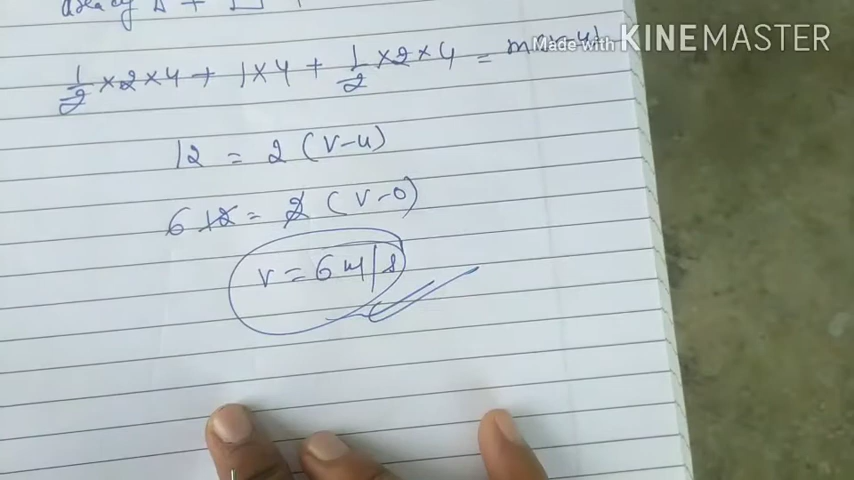 Made with KINEMASTER
1/2 × 2 × 4 + 1 × 4 + 1/2 × 2 × 4 = m(v-u)
12 = 2 (v-u)
6 12 = 2 (v-0)
v = 6 m/s